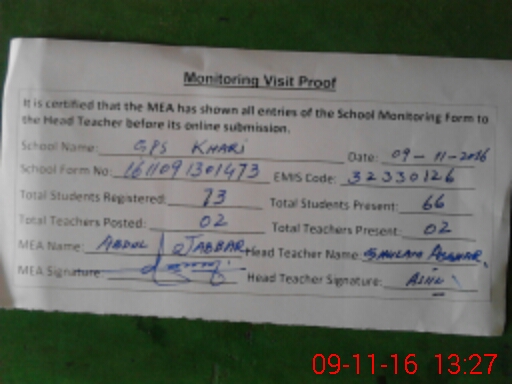 Monitoring Visit Proof
It is certified that the MEA has shown all entries of the School Monitoring Form to
the Head Teacher before its online submission.
School Name: GPS KHARI Date: 09-11-2016
School Form No: 1611091301473 EMIS Code: 32330126
Total Students Registered: 73 Total Students Present: 66
Total Teachers Posted: 02 Total Teachers Present: 02
MEA Name: ABDUL JABBAR Head Teacher Name: GHULAM
MEA Signature: Head Teacher Signature:
09-11-16 13:27